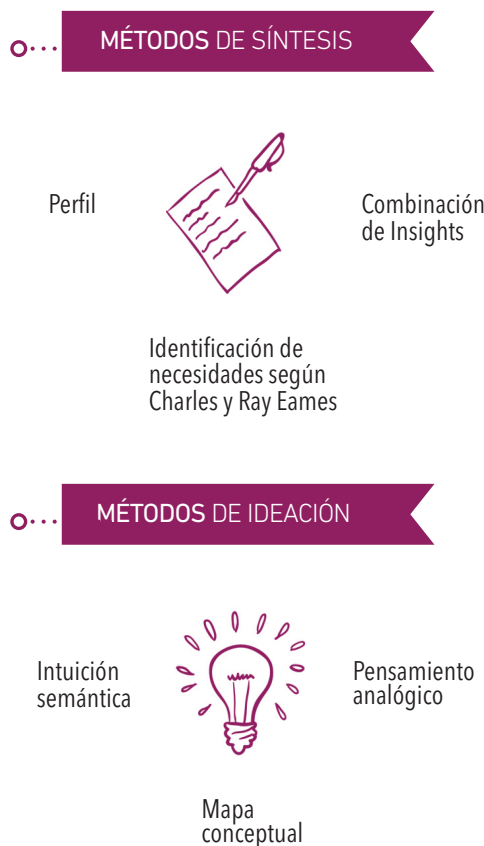 MÉTODOS DE SÍNTESIS
Perfil
Combinación
de Insights
Identificación de
necesidades según
Charles y Ray Eames
MÉTODOS DE IDEACIÓN
Intuición
semántica
Pensamiento
analógico
Mapa
conceptual